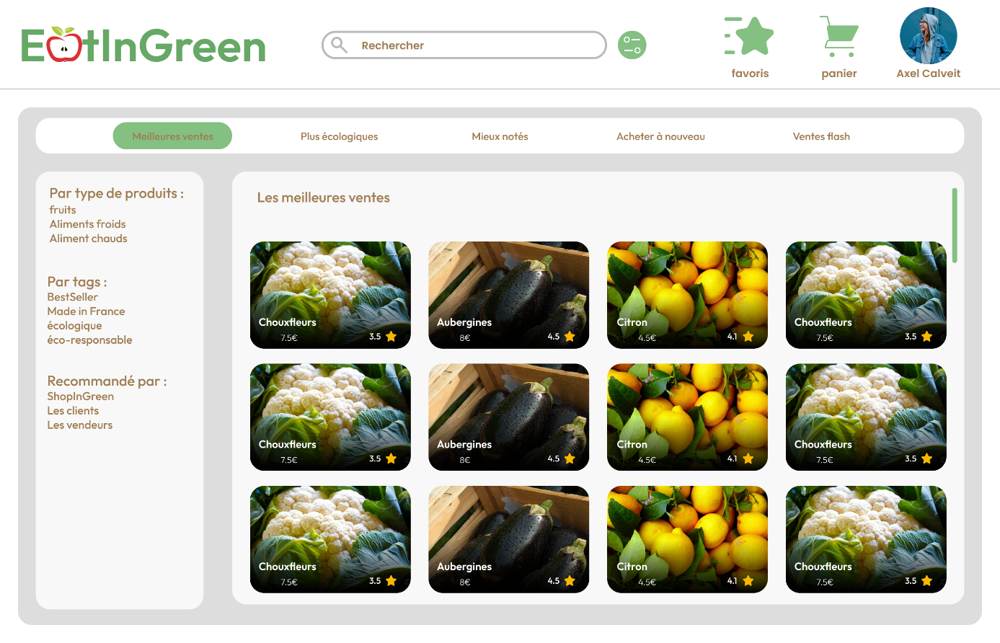 EatInGreen
Rechercher
favoris
panier
Axel Calveit
Meilleures ventes
Plus écologiques
Mieux notés
Acheter à nouveau
Ventes flash
Par type de produits :
fruits
Aliments froids
Aliment chauds
Par tags :
BestSeller
Made in France
écologique
éco-responsable
Recommandé par :
ShopInGreen
Les clients
Les vendeurs
Les meilleures ventes
Chouxfleurs
7.5€ 3.5
Aubergines
8€ 4.5
Citron
4.5€ 4.1
Chouxfleurs
7.5€ 3.5
Chouxfleurs
7.5€ 3.5
Aubergines
8€ 4.5
Citron
4.5€ 4.1
Chouxfleurs
7.5€ 3.5
Chouxfleurs
7.5€ 3.5
Aubergines
8€ 4.5
Citron
4.5€ 4.1
Chouxfleurs
7.5€ 3.5